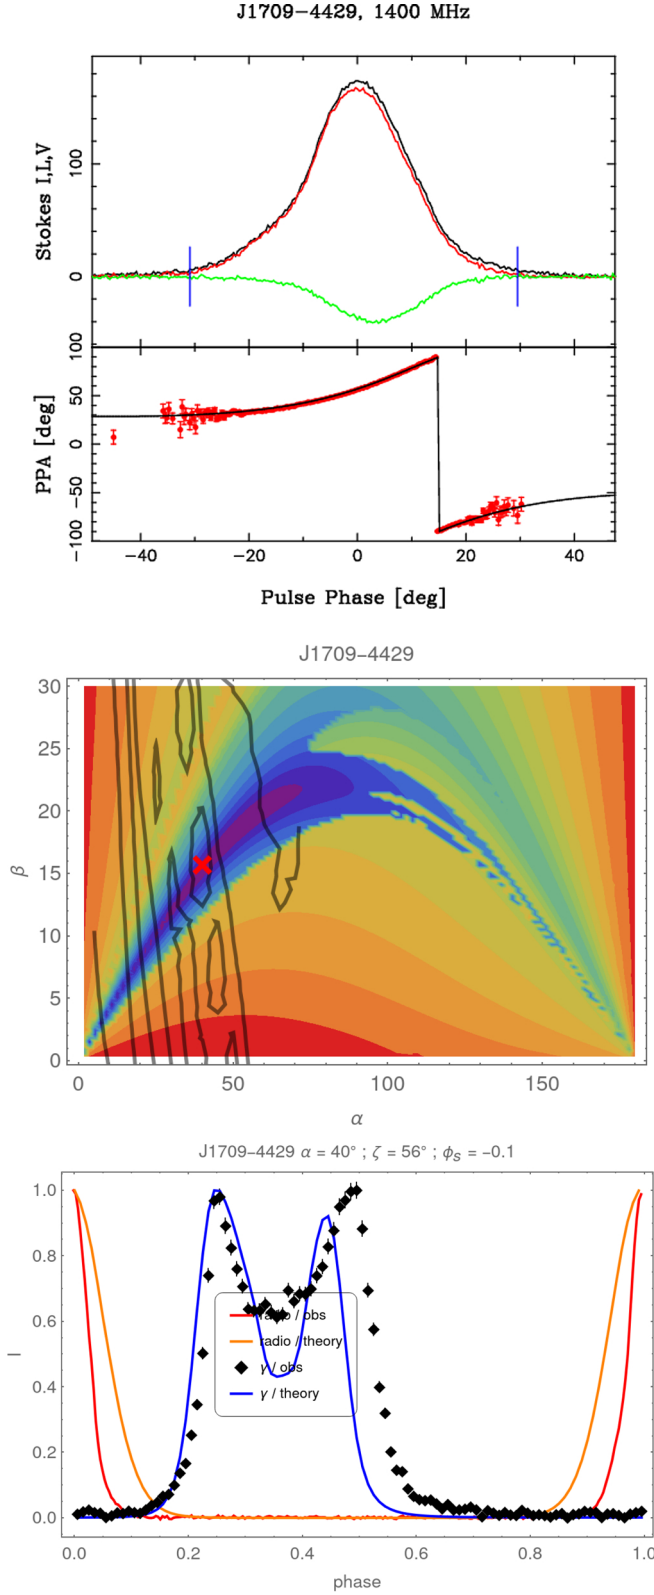 J1709−4429, 1400 MHz
Stokes I,L,V
100
0
100
PPA [deg]
100
50
0
−50
−100
−40
−20
0
20
40
Pulse Phase [deg]
J1709−4429
β
30
25
20
15
10
5
0
0
50
100
150
α
J1709−4429 α = 40° ; ζ = 56° ; ϕs = −0.1
I
1.0
0.8
0.6
0.4
0.2
0.0
radio / obs
radio / theory
γ / obs
γ / theory
0.0
0.2
0.4
0.6
0.8
1.0
phase